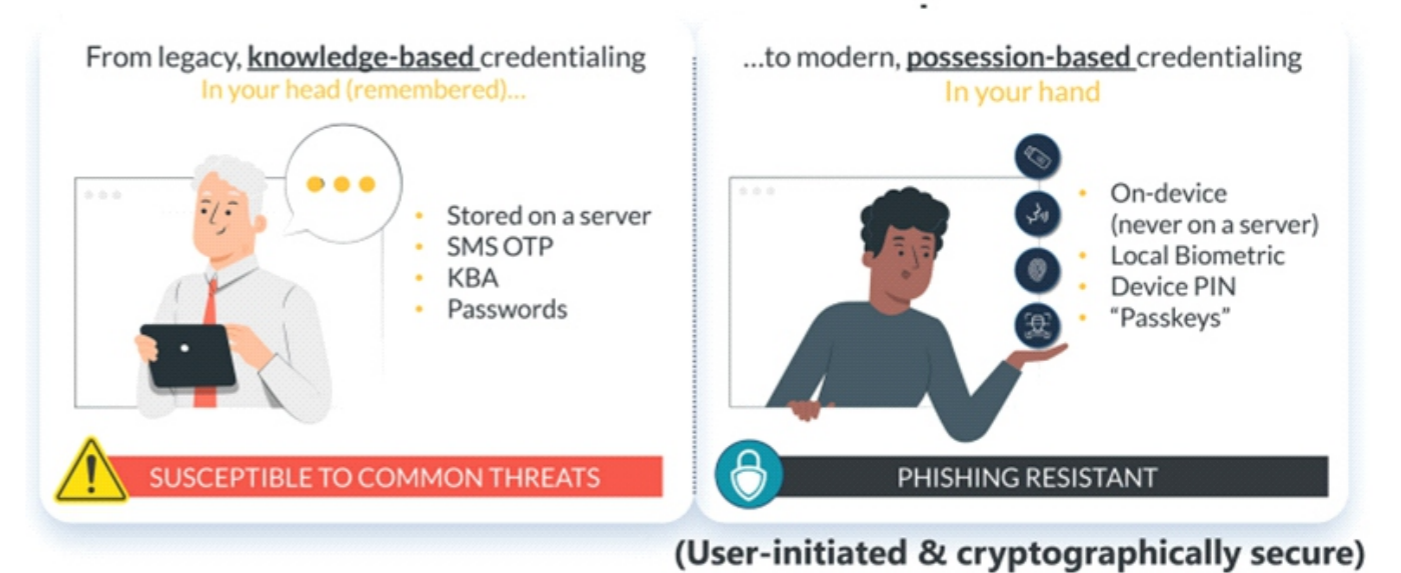 From legacy, knowledge-based credentialing
In your head (remembered)...
Stored on a server
SMS OTP
KBA
Passwords
SUSCEPTIBLE TO COMMON THREATS
...to modern, possession-based credentialing
In your hand
On-device
(never on a server)
Local Biometric
Device PIN
“Passkeys”
PHISHING RESISTANT
(User-initiated & cryptographically secure)